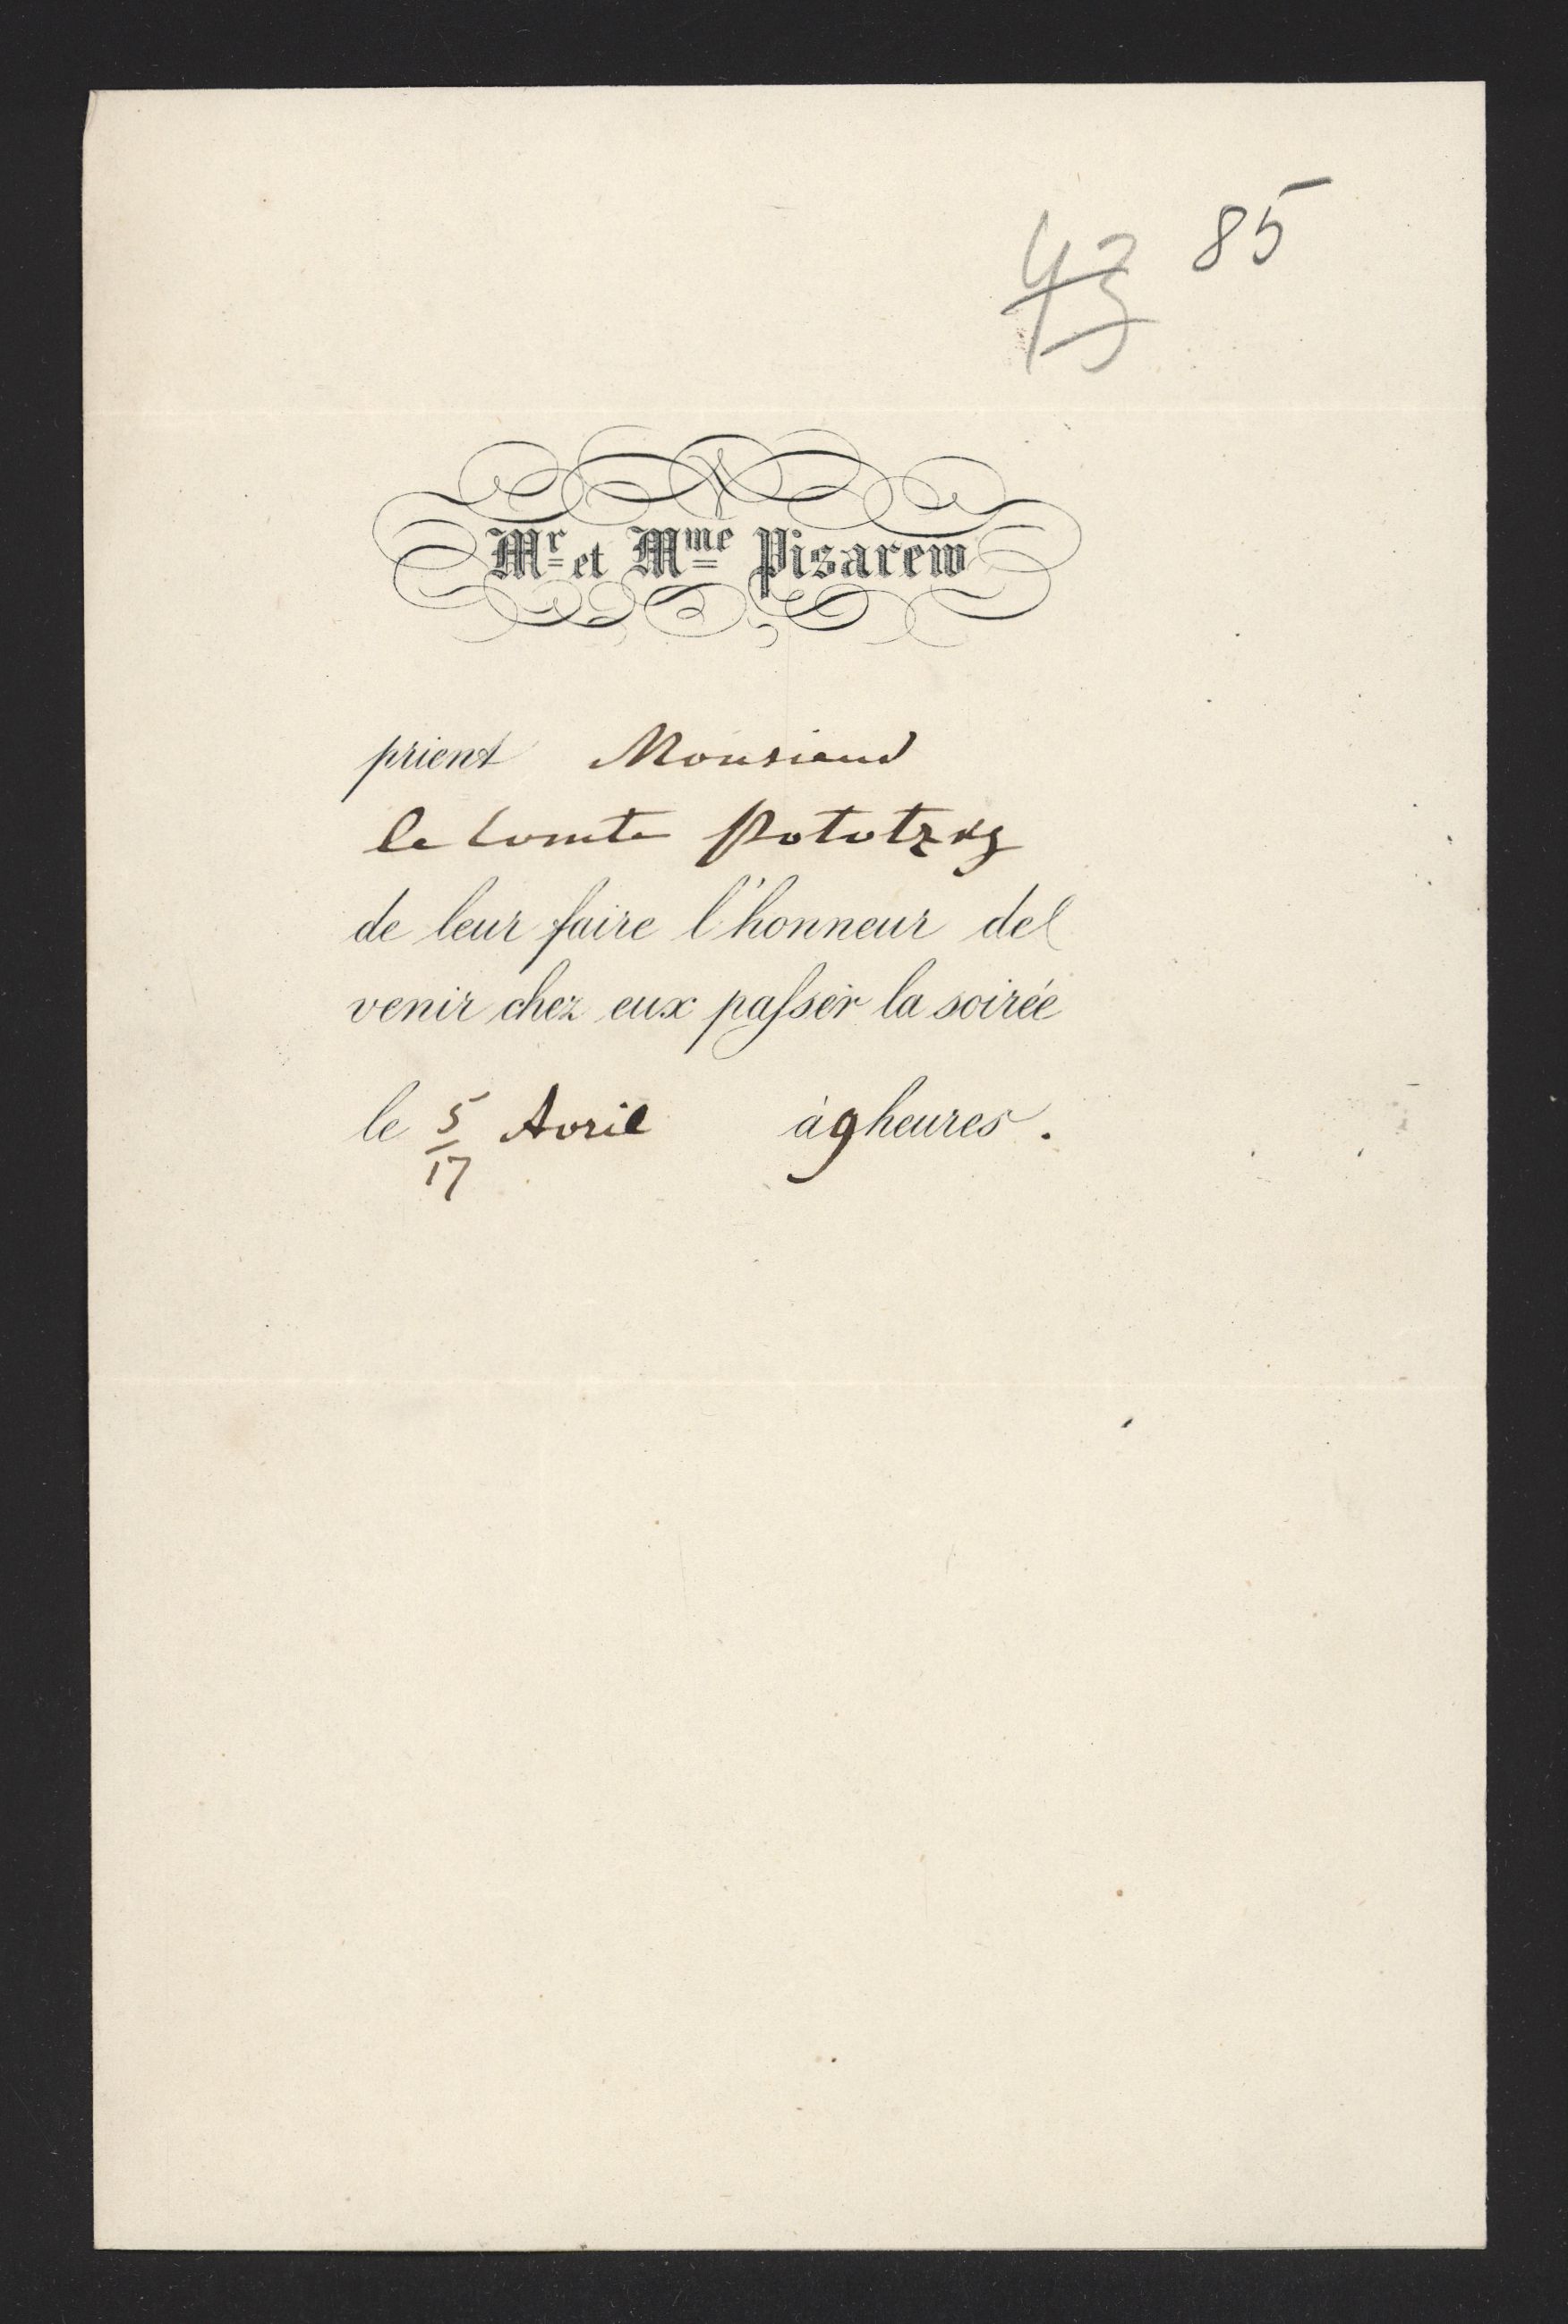 43 85
Mr et Mme Pisarew
prient Monsieur
le Comte Pototzky
de leur faire l'honneur de
venir chez eux passer la soirée
le 5/17 Avril à 9 heures.